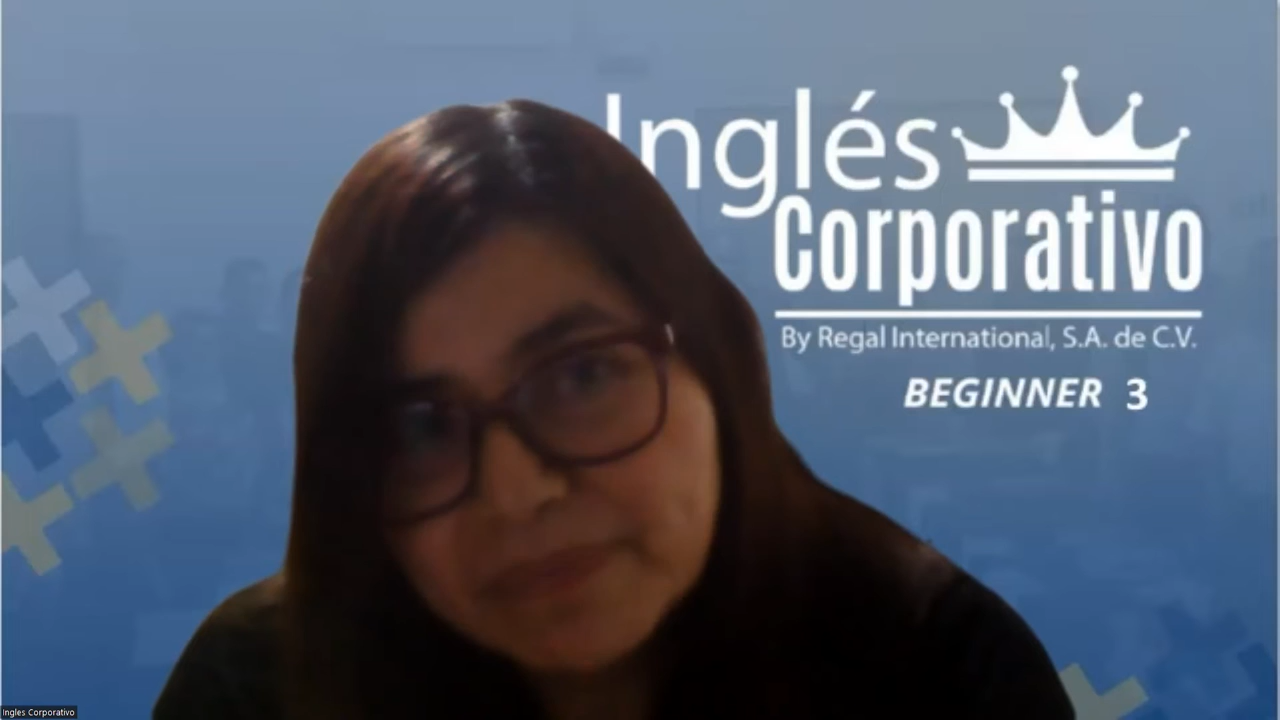 Inglés
Corporativo
By Regal International, S.A. de C.V.
BEGINNER 3
Ingles Corporativo